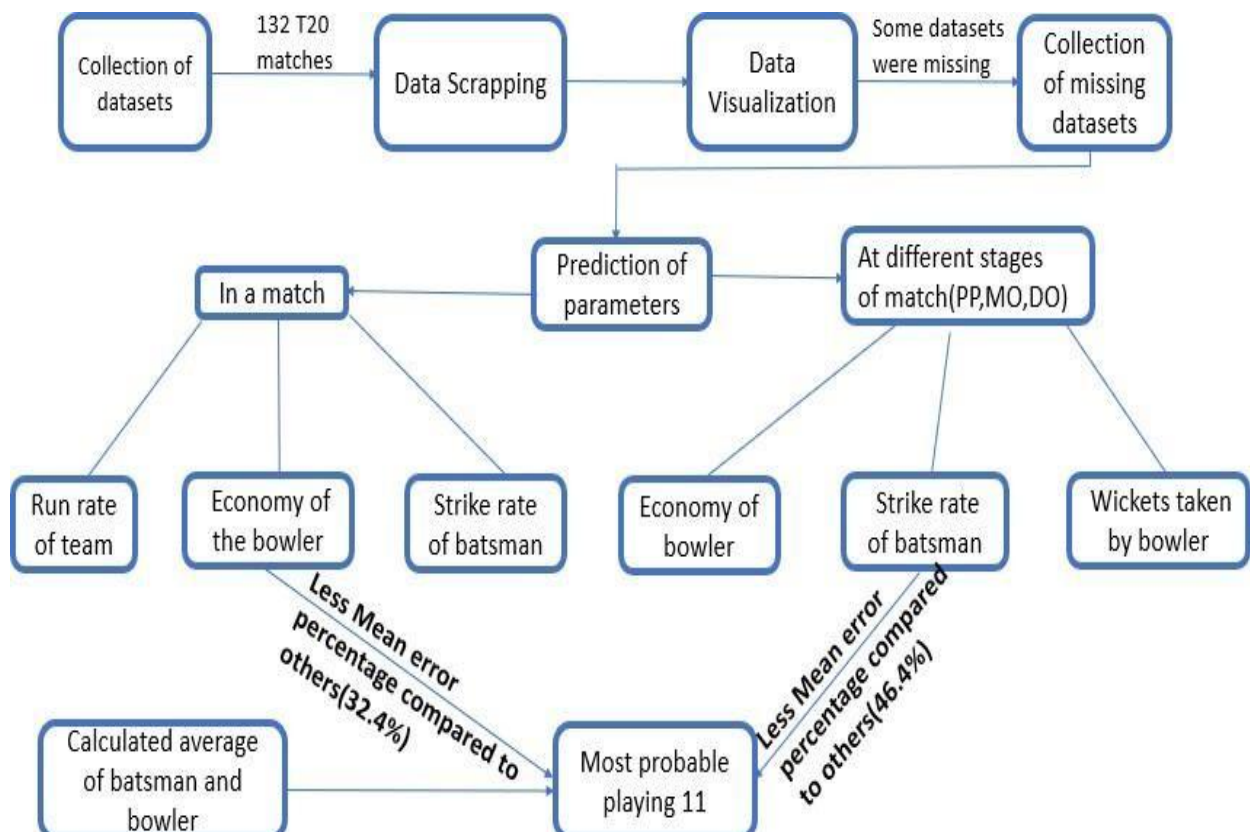 Collection of
datasets
132 T20
matches
Data Scrapping
Data
Visualization
Some datasets
were missing
Collection
of missing
datasets
Prediction of
parameters
In a match
At different stages
of match(PP,MO,DO)
Run rate
of team
Economy of
the bowler
Strike rate
of batsman
Economy of
bowler
Strike rate
of batsman
Wickets taken
by bowler
Less Mean error
percentage compared to
others(32.4%)
Less Mean error
percentage compared
to others(46.4%)
Calculated average
of batsman and
bowler
Most probable
playing 11